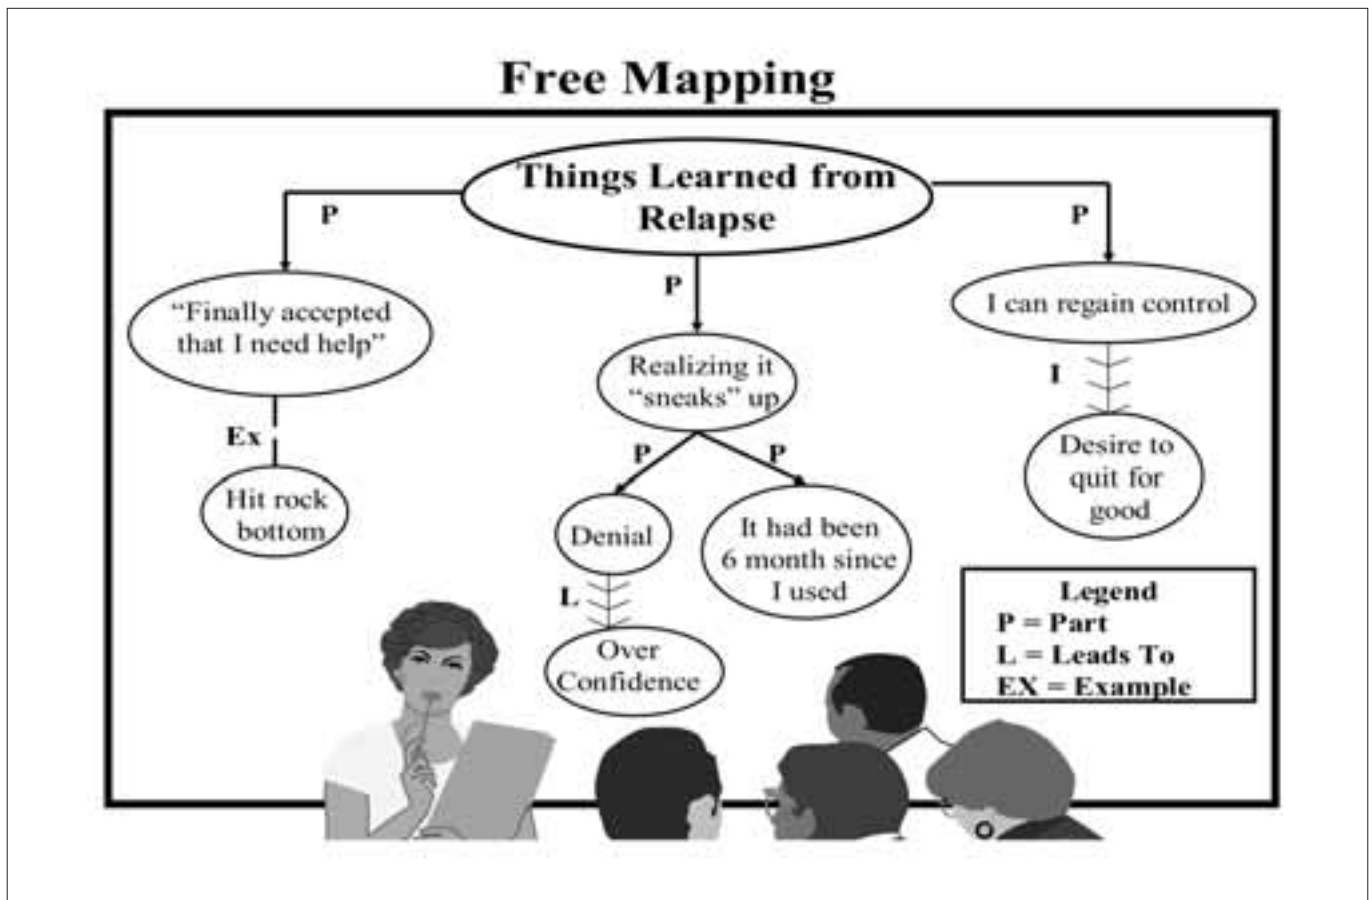 Free Mapping
Things Learned from
Relapse
P
P
P
“Finally accepted
that I need help”
Realizing it
“sneaks” up
I can regain control
Ex
P
P
I
Hit rock
bottom
Denial
It had been
6 month since
I used
Desire to
quit for
good
L
Over
Confidence
Legend
P = Part
L = Leads To
EX = Example